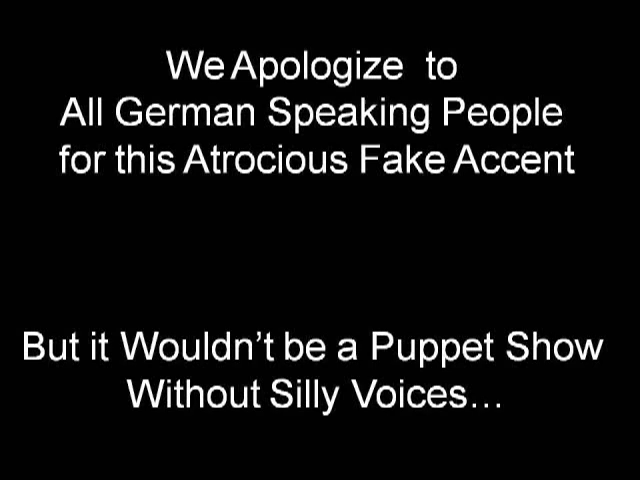 We Apologize to
All German Speaking People
for this Atrocious Fake Accent
But it Wouldn't be a Puppet Show
Without Silly Voices...